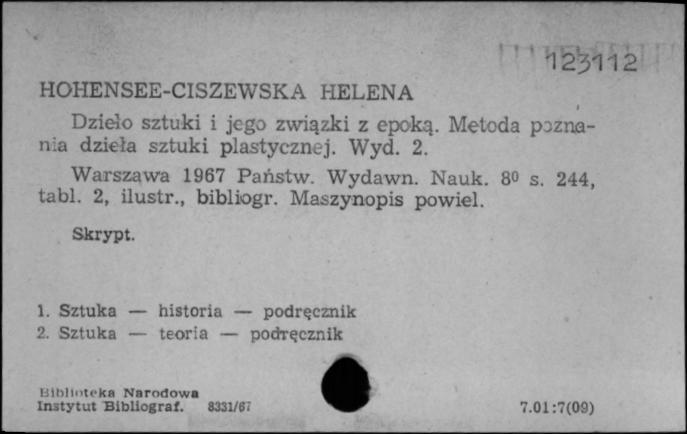 123112
HOHENSEE-CISZEWSKA HELENA
Dzieło sztuki i jego związki z epoką. Metoda pozna-
nia dzieła sztuki plastycznej. Wyd. 2.
Warszawa 1967 Państw. Wydawn. Nauk. 8⁰ s. 244,
tabl. 2, ilustr., bibliogr. Maszynopis powiel.
Skrypt.
1. Sztuka — historia — podręcznik
2. Sztuka — teoria — podręcznik
Biblioteka Narodowa
Instytut Bibliograf. 8331/67
7.01:7(09)